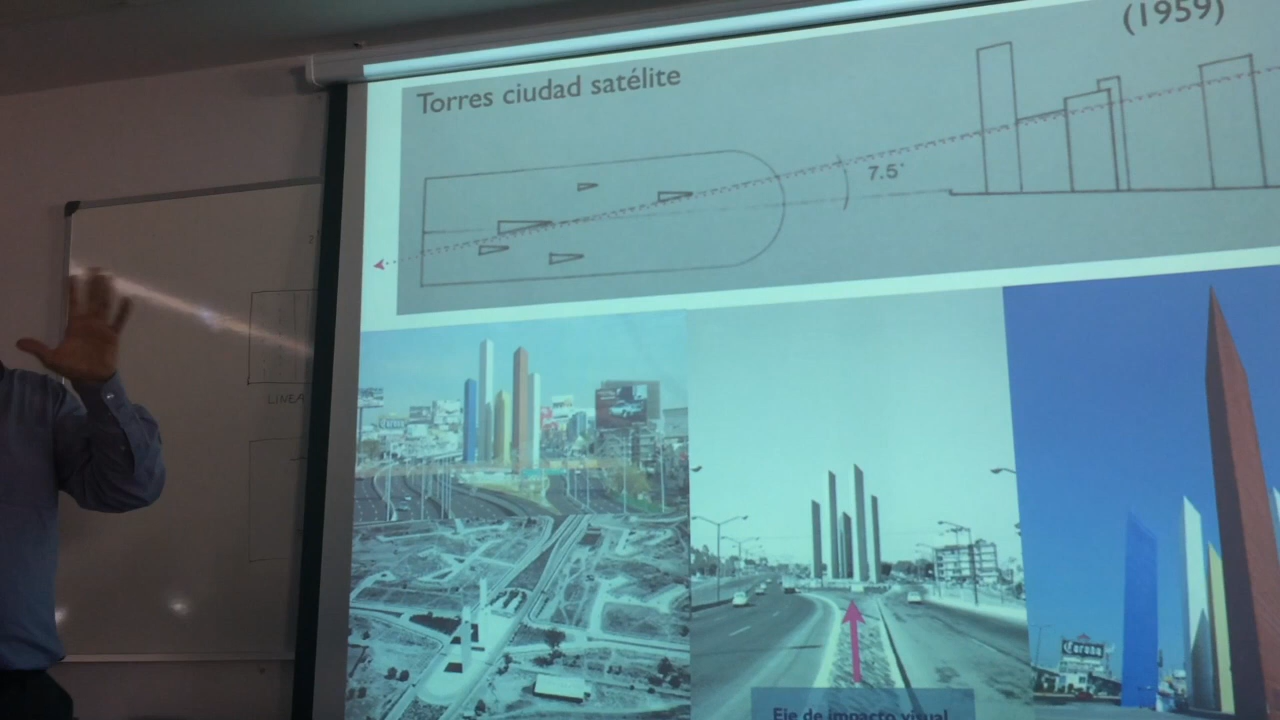 (1959)
Torres ciudad satélite
7.5°
LINEA
Corona
Eje de impacto visual